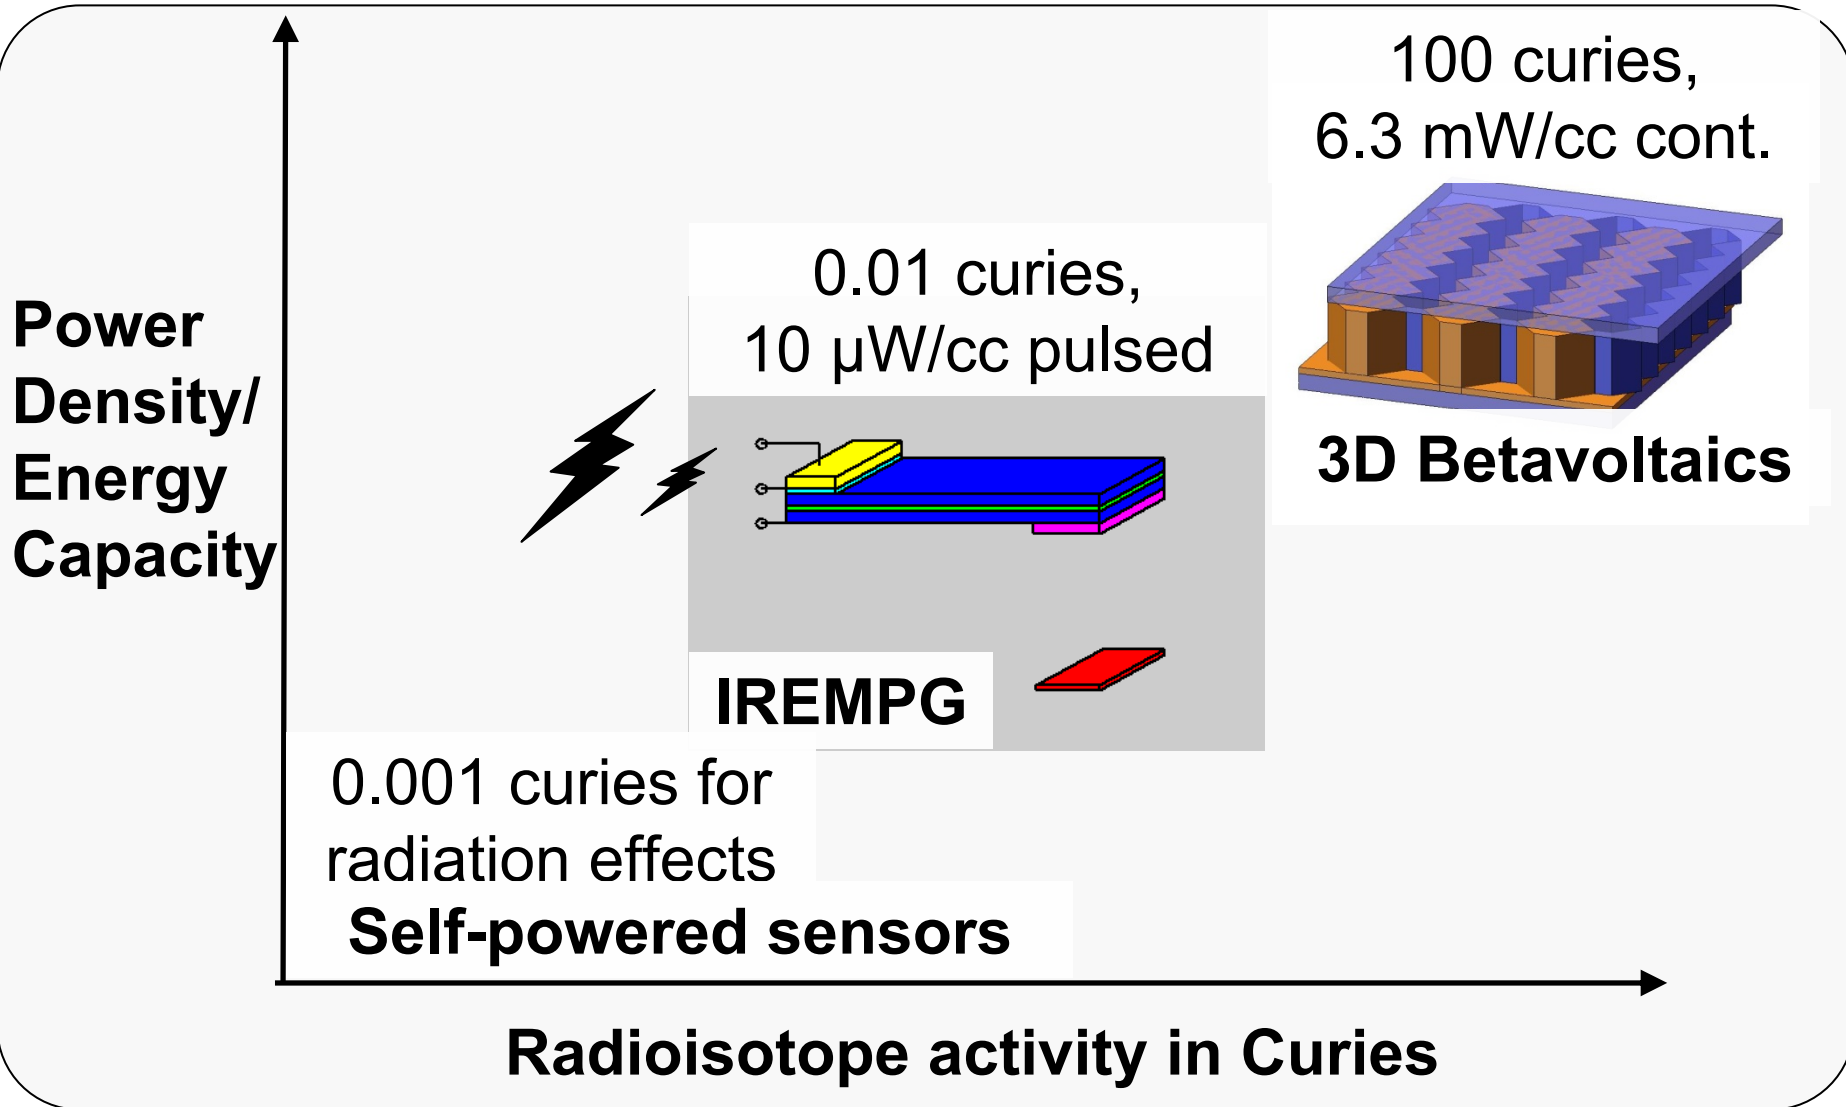 100 curies,
6.3 mW/cc cont.
3D Betavoltaics
0.01 curies,
10 µW/cc pulsed
IREMPG
Power
Density/
Energy
Capacity
0.001 curies for
radiation effects
Self-powered sensors
Radioisotope activity in Curies